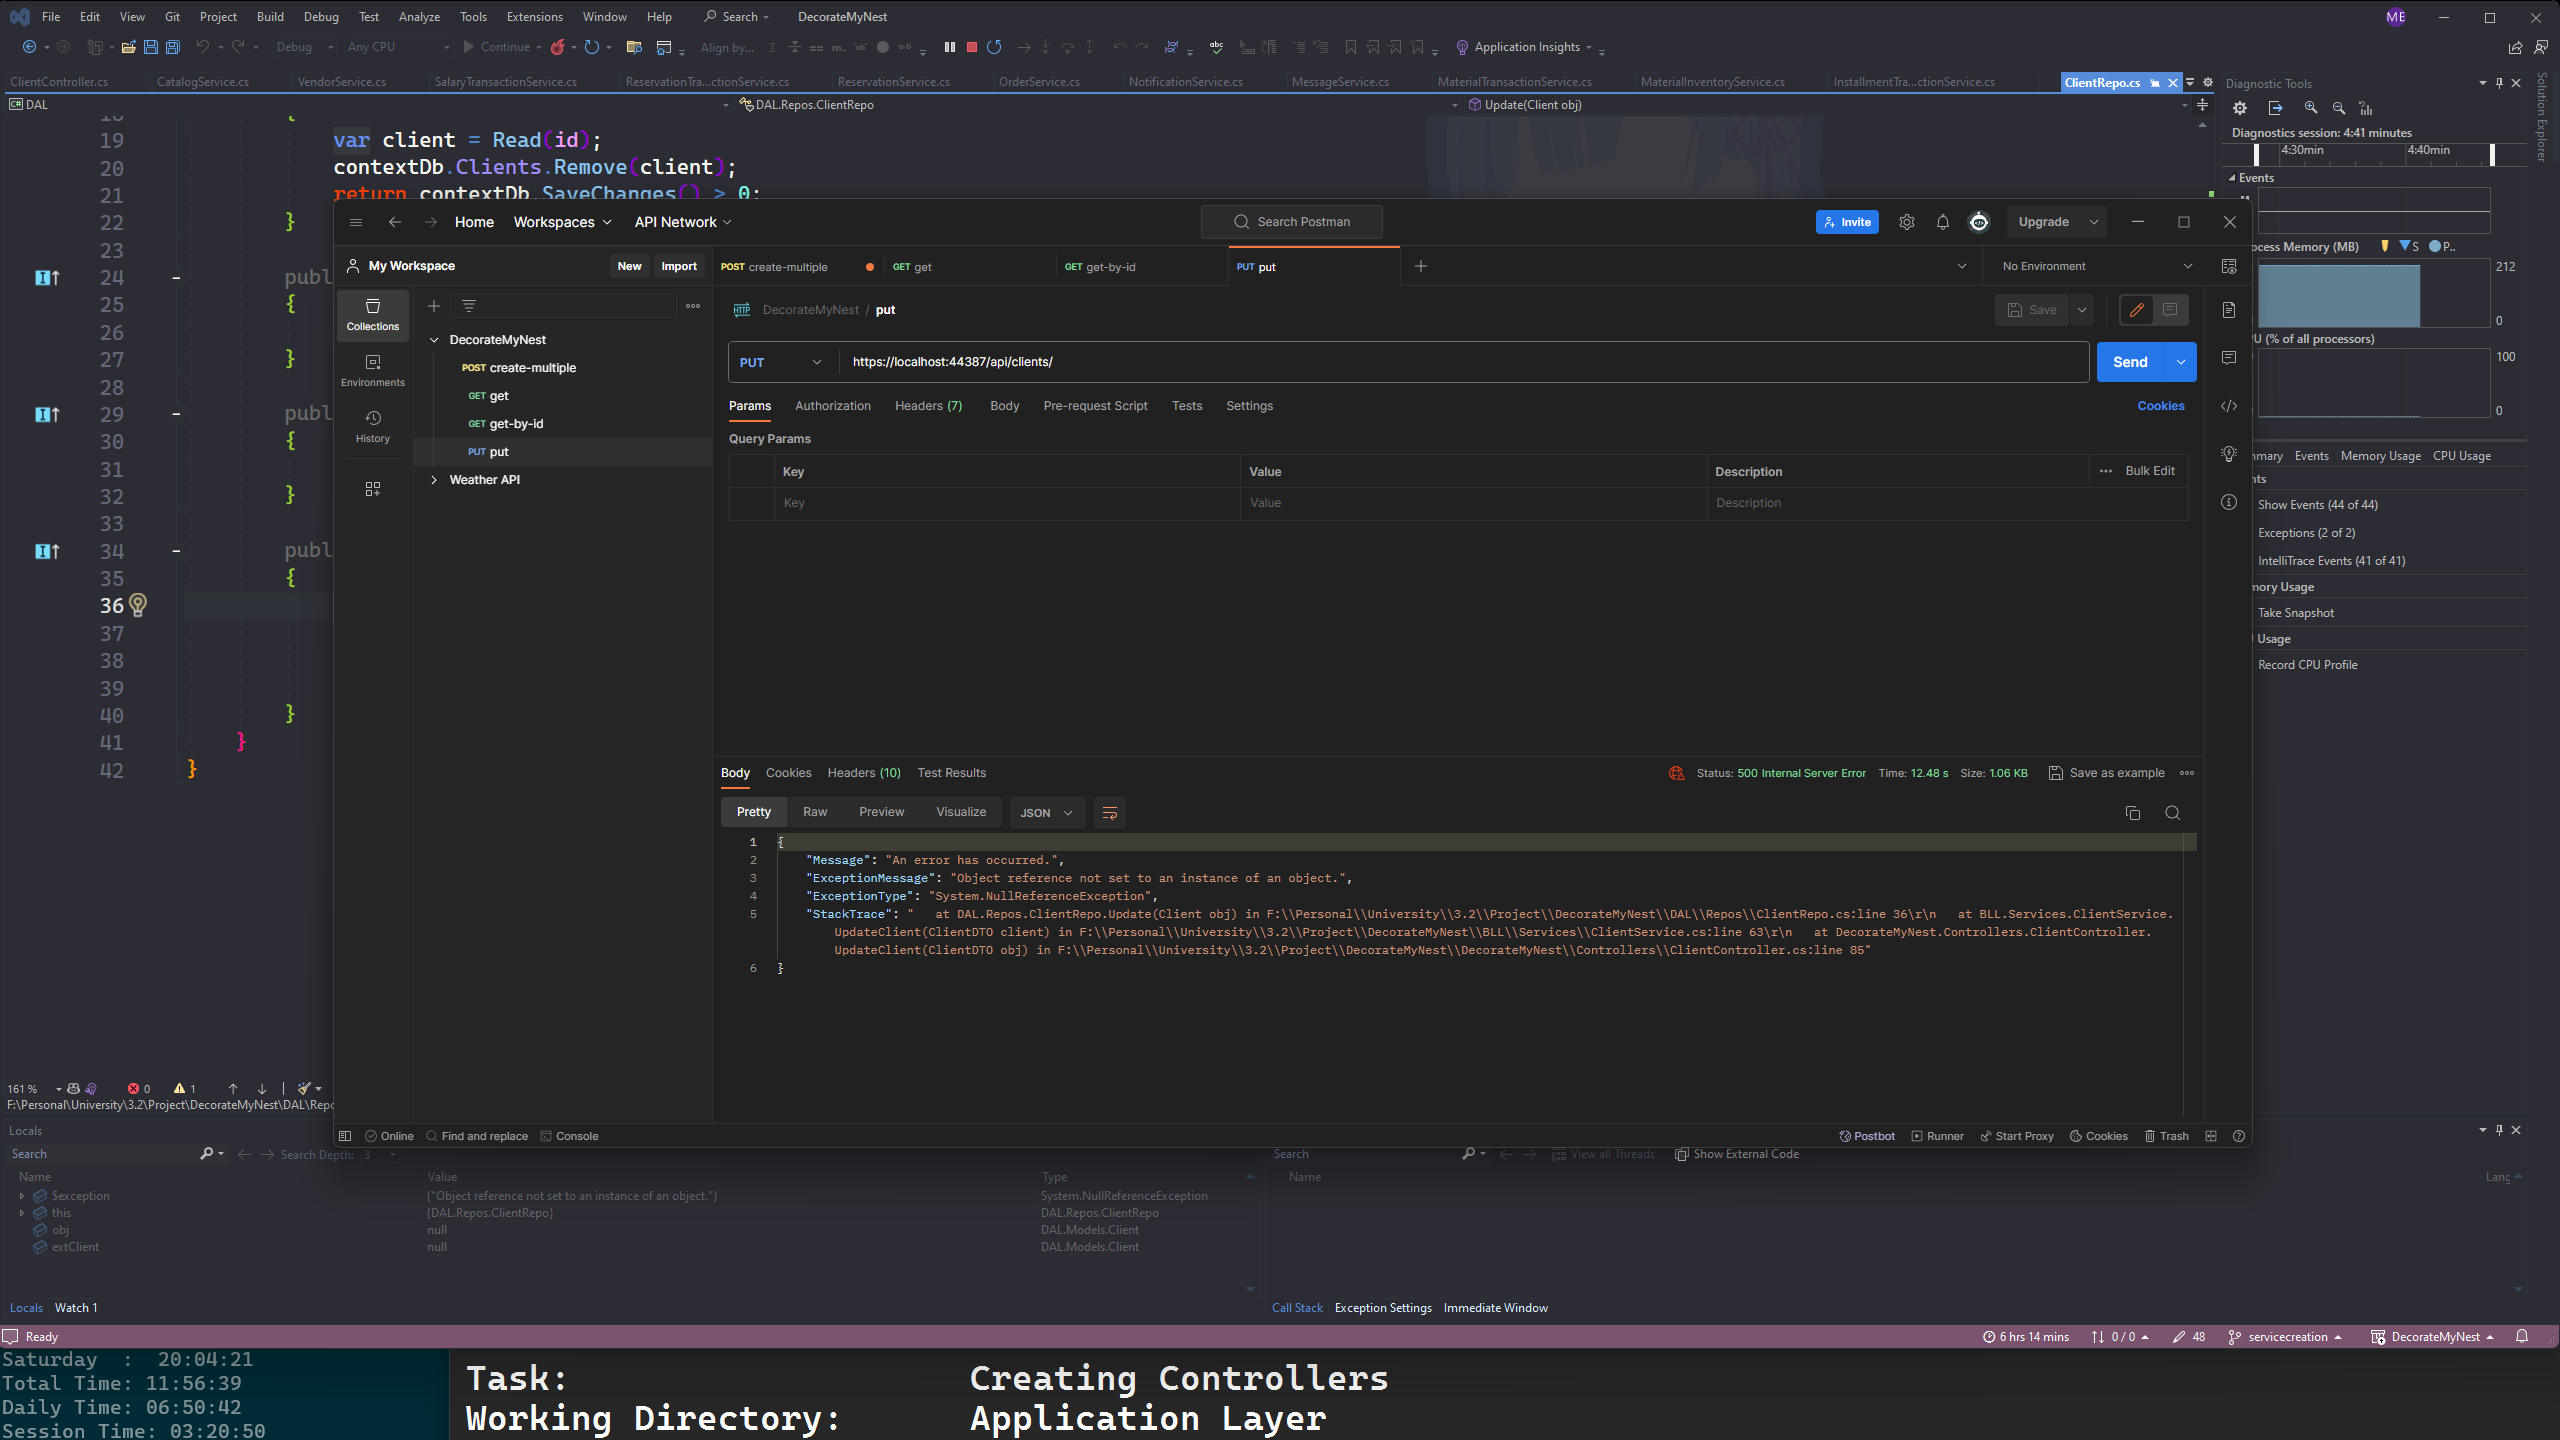 File Edit View Git Project Build Debug Test Analyze Tools Extensions Window Help Search DecorateMyNest ME
Debug Any CPU Continue Align by... Application Insights
ClientController.cs CatalogService.cs VendorService.cs SalaryTransactionService.cs ReservationTra...ctionService.cs ReservationService.cs OrderService.cs NotificationService.cs MessageService.cs MaterialTransactionService.cs MaterialInventoryService.cs InstallmentTra...ctionService.cs ClientRepo.cs
DAL DAL.Repos.ClientRepo Update(Client obj)
Diagnostic Tools
Solution Explorer
Diagnostics session: 4:41 minutes
4:30min 4:40min
Events
ocess Memory (MB) S P..
212
0
U (% of all processors)
100
0
mmary Events Memory Usage CPU Usage
nts
Show Events (44 of 44)
Exceptions (2 of 2)
IntelliTrace Events (41 of 41)
mory Usage
Take Snapshot
Usage
Record CPU Profile
18 {
19 var client = Read(id);
20 contextDb.Clients.Remove(client);
21 return contextDb.SaveChanges() > 0;
22 }
23
24 publ
25 {
26
27 }
28
29 publ
30 {
31
32 }
33
34 publ
35 {
36
37
38
39
40 }
41 }
42 }
Home Workspaces API Network Search Postman Invite Upgrade
My Workspace New Import
POST create-multiple GET get GET get-by-id PUT put No Environment
Collections
Environments
History
DecorateMyNest
POST create-multiple
GET get
GET get-by-id
PUT put
Weather API
HTTP DecorateMyNest / put Save
PUT https://localhost:44387/api/clients/ Send
Params Authorization Headers (7) Body Pre-request Script Tests Settings Cookies
Query Params
Key Value Description Bulk Edit
Key Value Description
Body Cookies Headers (10) Test Results Status: 500 Internal Server Error Time: 12.48 s Size: 1.06 KB Save as example
Pretty Raw Preview Visualize JSON
1 {
2 "Message": "An error has occurred.",
3 "ExceptionMessage": "Object reference not set to an instance of an object.",
4 "ExceptionType": "System.NullReferenceException",
5 "StackTrace": "   at DAL.Repos.ClientRepo.Update(Client obj) in F:\\Personal\\University\\3.2\\Project\\DecorateMyNest\\DAL\\Repos\\ClientRepo.cs:line 36\r\n   at BLL.Services.ClientService.
UpdateClient(ClientDTO client) in F:\\Personal\\University\\3.2\\Project\\DecorateMyNest\\BLL\\Services\\ClientService.cs:line 63\r\n   at DecorateMyNest.Controllers.ClientController.
UpdateClient(ClientDTO obj) in F:\\Personal\\University\\3.2\\Project\\DecorateMyNest\\DecorateMyNest\\Controllers\\ClientController.cs:line 85"
6 }
Online Find and replace Console Postbot Runner Start Proxy Cookies Trash
161 % 0 1
F:\Personal\University\3.2\Project\DecorateMyNest\DAL\Repo
Locals
Search Search Depth: 3
Name Value Type
$exception {"Object reference not set to an instance of an object."} System.NullReferenceException
this {DAL.Repos.ClientRepo} DAL.Repos.ClientRepo
obj null DAL.Models.Client
extClient null DAL.Models.Client
Locals Watch 1
Search View all Threads Show External Code
Name Lang
Call Stack Exception Settings Immediate Window
Ready 6 hrs 14 mins 0 / 0 48 servicecreation DecorateMyNest
Saturday : 20:04:21
Total Time: 11:56:39
Daily Time: 06:50:42
Session Time: 03:20:50
Task: Creating Controllers
Working Directory: Application Layer